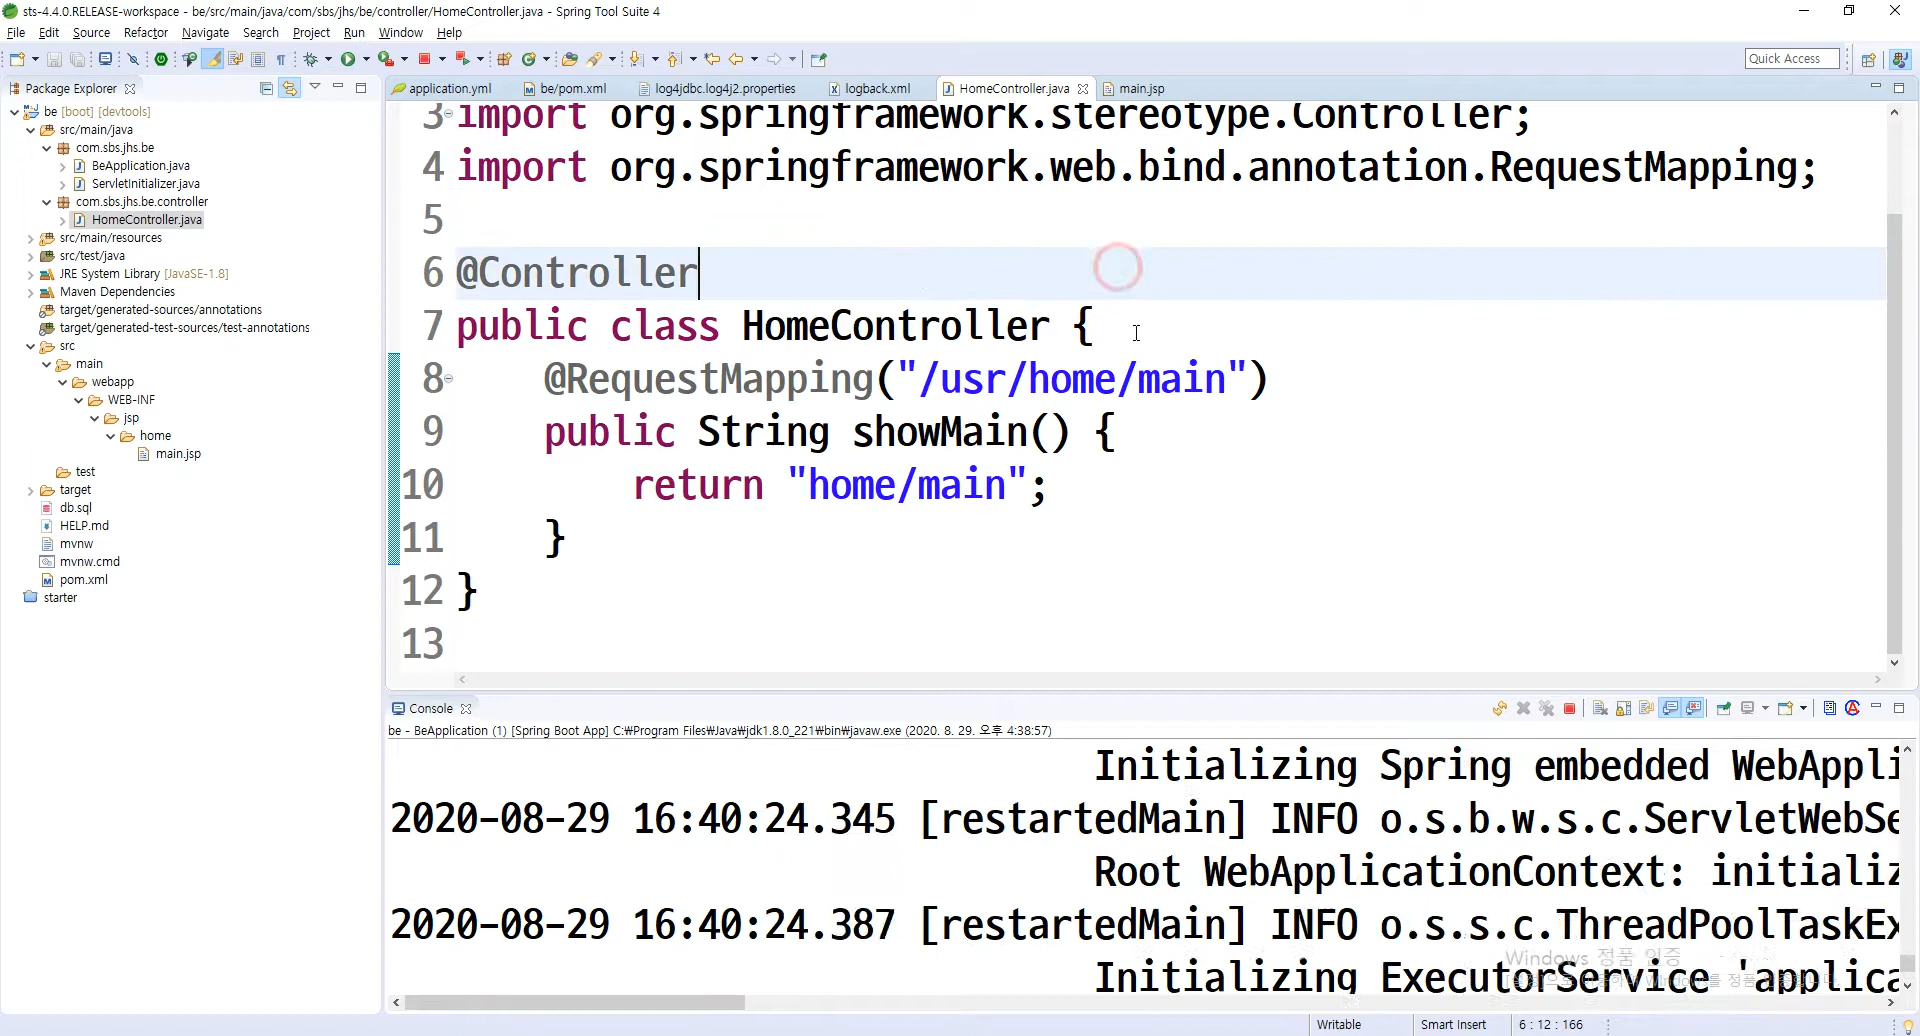 sts-4.4.0.RELEASE-workspace - be/src/main/java/com/sbs/jhs/be/controller/HomeController.java - Spring Tool Suite 4
File Edit Source Refactor Navigate Search Project Run Window Help
Quick Access
Package Explorer
be [boot] [devtools]
src/main/java
com.sbs.jhs.be
BeApplication.java
ServletInitializer.java
com.sbs.jhs.be.controller
HomeController.java
src/main/resources
src/test/java
JRE System Library [JavaSE-1.8]
Maven Dependencies
target/generated-sources/annotations
target/generated-test-sources/test-annotations
src
main
webapp
WEB-INF
jsp
home
main.jsp
test
target
db.sql
HELP.md
mvnw
mvnw.cmd
pom.xml
starter
application.yml be/pom.xml log4jdbc.log4j2.properties logback.xml HomeController.java main.jsp
3 import org.springframework.stereotype.Controller;
4 import org.springframework.web.bind.annotation.RequestMapping;
5
6 @Controller
7 public class HomeController {
8 @RequestMapping("/usr/home/main")
9 public String showMain() {
10 return "home/main";
11 }
12 }
13
Console
be - BeApplication (1) [Spring Boot App] C:₩Program Files₩Java₩jdk1.8.0_221₩bin₩javaw.exe (2020. 8. 29. 오후 4:38:57)
Initializing Spring embedded WebAppli
2020-08-29 16:40:24.345 [restartedMain] INFO o.s.b.w.s.c.ServletWebSe
Root WebApplicationContext: initializ
2020-08-29 16:40:24.387 [restartedMain] INFO o.s.s.c.ThreadPoolTaskEx
Initializing ExecutorService 'applica
Windows 정품 인증
Writable Smart Insert 6 : 12 : 166